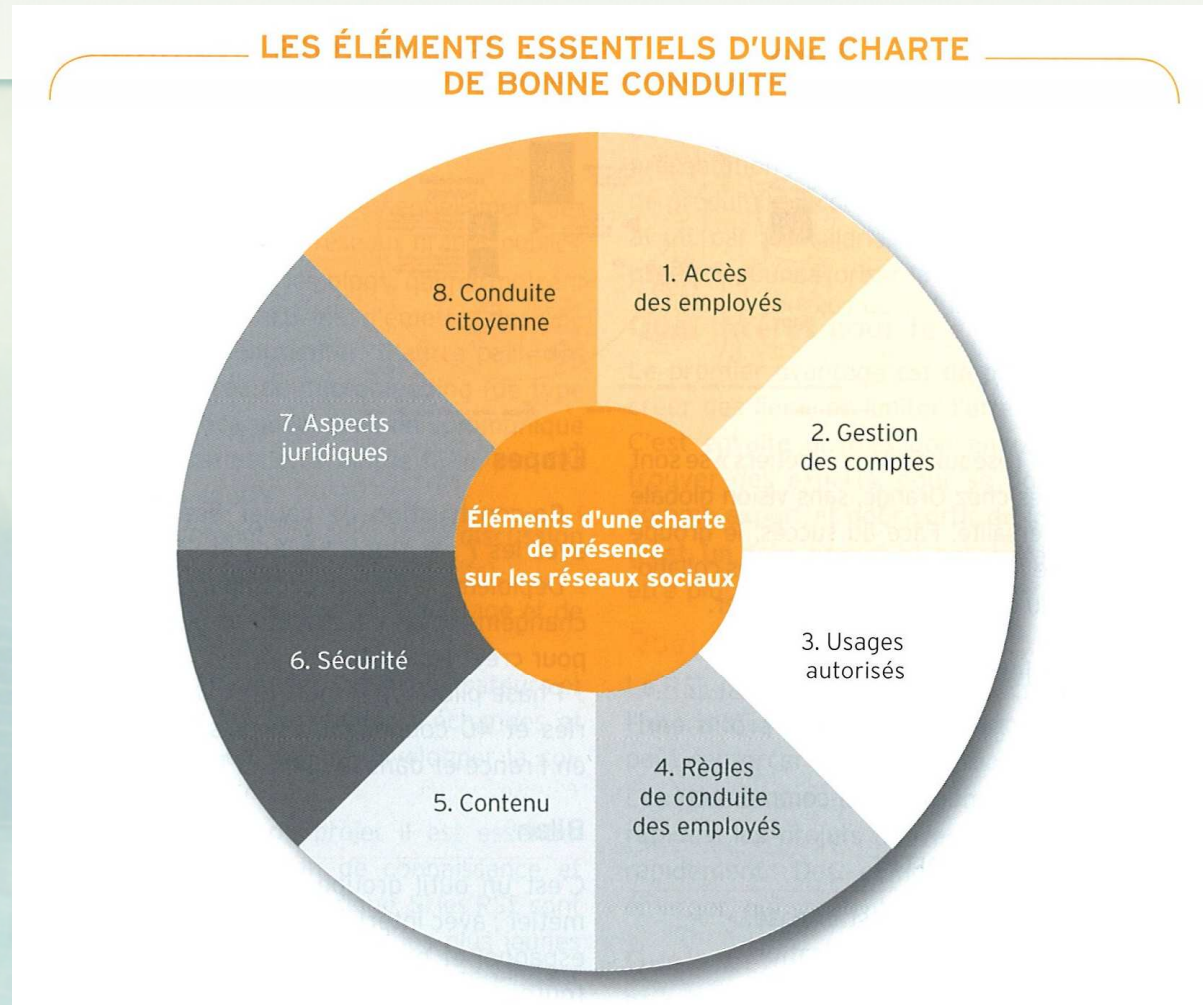 LES ÉLÉMENTS ESSENTIELS D'UNE CHARTE
DE BONNE CONDUITE
1. Accès
des employés
2. Gestion
des comptes
3. Usages
autorisés
4. Règles
de conduite
des employés
5. Contenu
6. Sécurité
7. Aspects
juridiques
8. Conduite
citoyenne
Éléments d'une charte
de présence
sur les réseaux sociaux